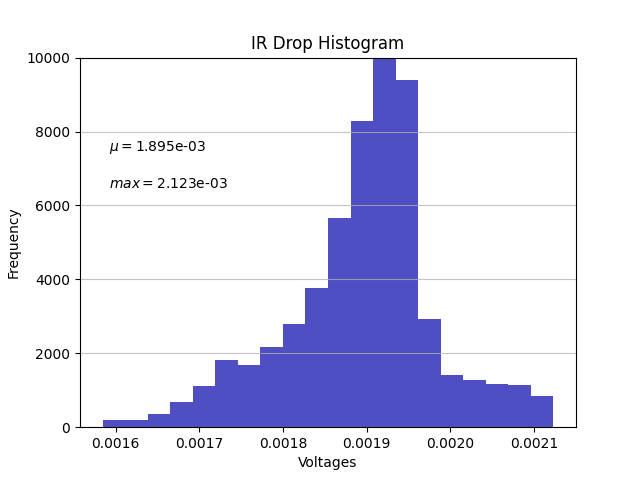 IR Drop Histogram
10000
8000
6000
4000
2000
0
Frequency
μ = 1.895e-03
max = 2.123e-03
0.0016 0.0017 0.0018 0.0019 0.0020 0.0021
Voltages